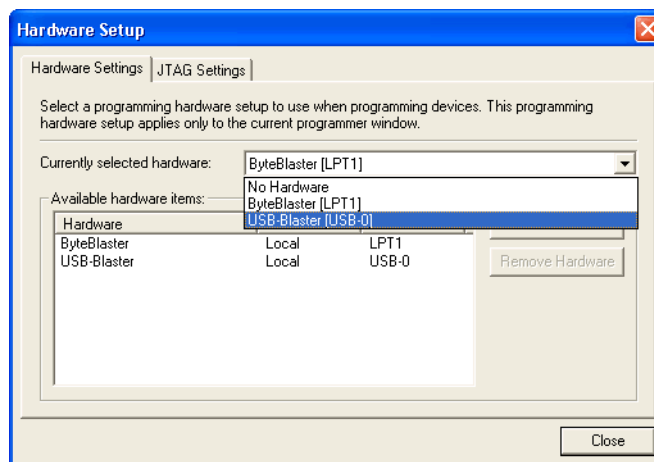 Hardware Setup
Hardware Settings
JTAG Settings
Select a programming hardware setup to use when programming devices. This programming
hardware setup applies only to the current programmer window.
Currently selected hardware:
ByteBlaster [LPT1]
No Hardware
ByteBlaster [LPT1]
USB-Blaster [USB-0]
Available hardware items:
Hardware
ByteBlaster Local LPT1
USB-Blaster Local USB-0
Remove Hardware
Close